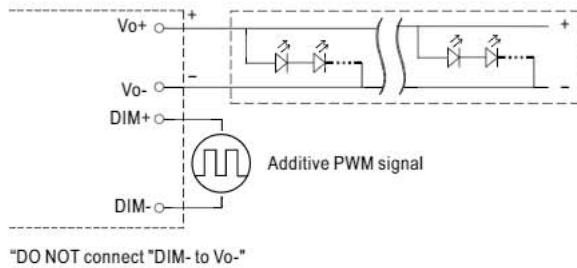 Vo+ + +
Vo- − −
DIM+
Additive PWM signal
DIM-
"DO NOT connect "DIM- to Vo-"